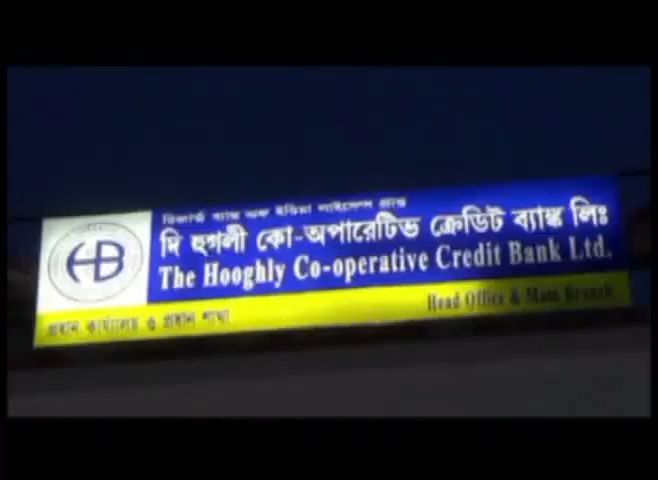 রিজার্ভ ব্যাঙ্ক অফ ইন্ডিয়া লাইসেন্স প্রাপ্ত
দি হুগলী কো-অপারেটিভ ক্রেডিট ব্যাঙ্ক লিঃ
The Hooghly Co-operative Credit Bank Ltd.
HB
প্রধান কার্য্যালয় ও প্রধান শাখা
Head Office & Main Branch